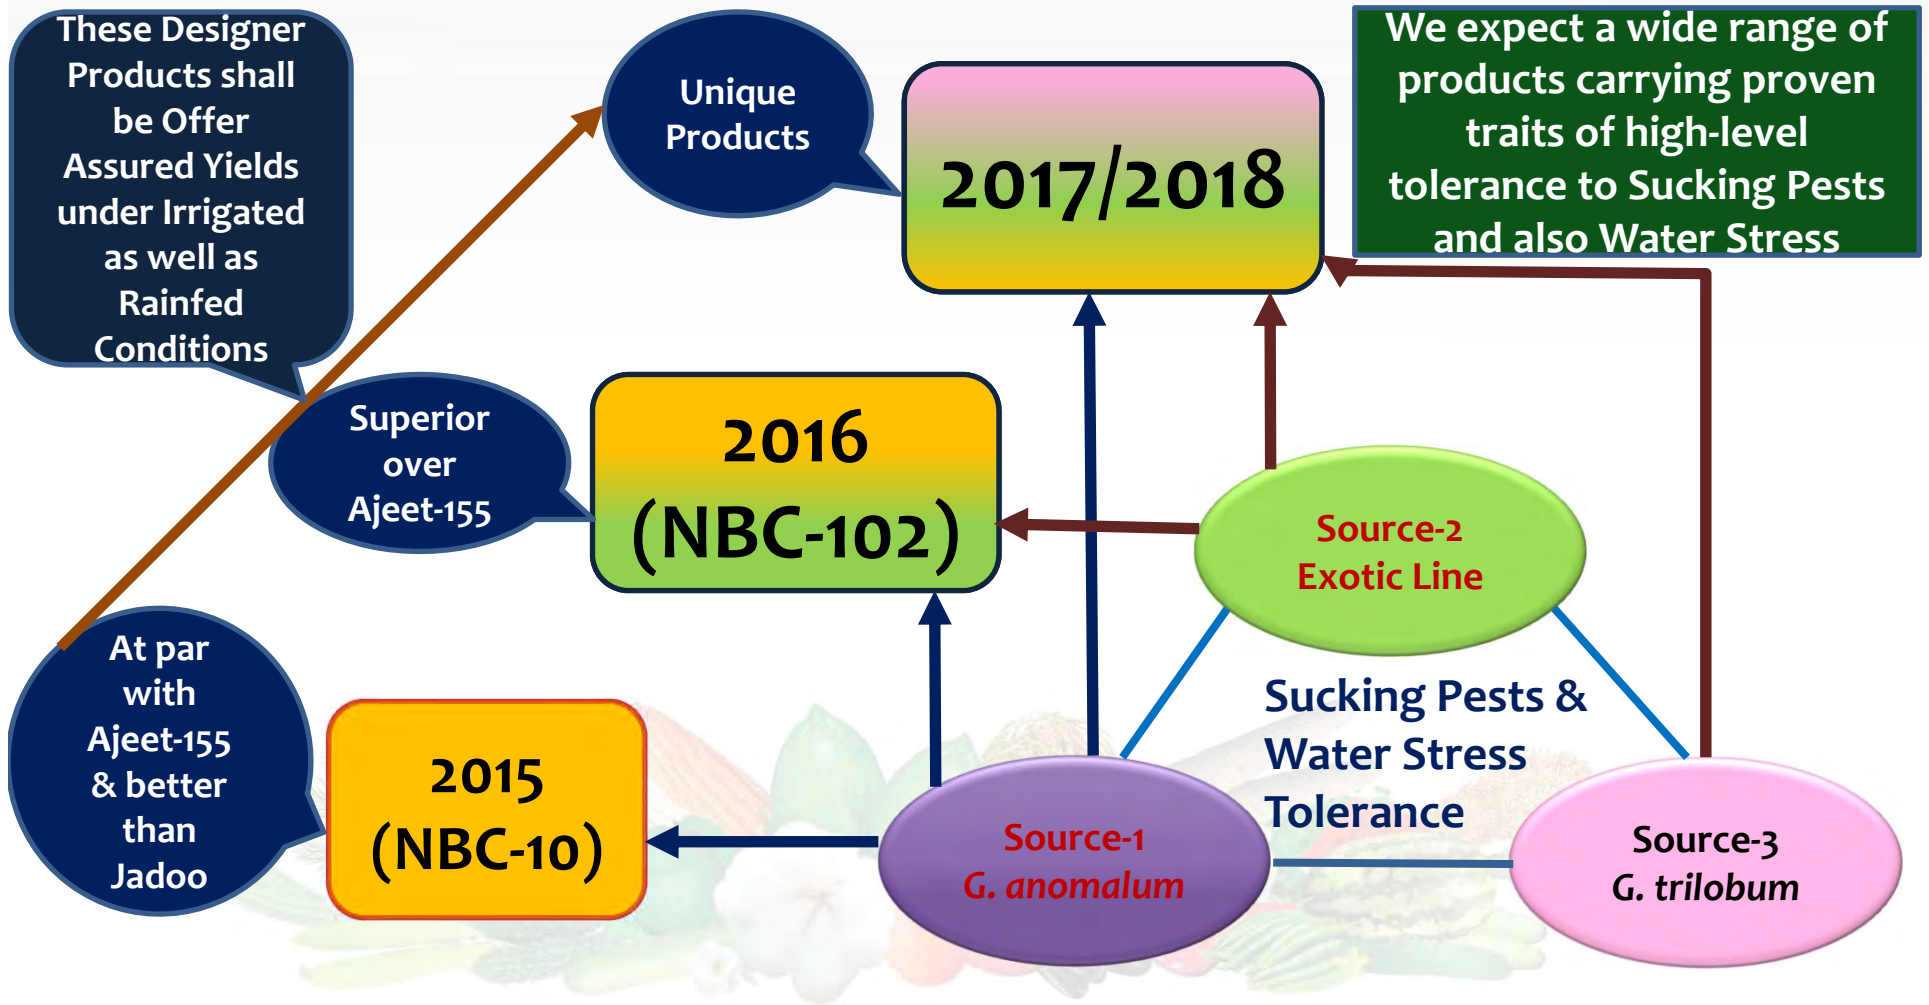 These Designer
Products shall
be Offer
Assured Yields
under Irrigated
as well as
Rainfed
Conditions
Unique
Products
2017/2018
We expect a wide range of
products carrying proven
traits of high-level
tolerance to Sucking Pests
and also Water Stress
Superior
over
Ajeet-155
2016
(NBC-102)
Source-2
Exotic Line
At par
with
Ajeet-155
& better
than
Jadoo
2015
(NBC-10)
Sucking Pests &
Water Stress
Tolerance
Source-1
G. anomalum
Source-3
G. trilobum